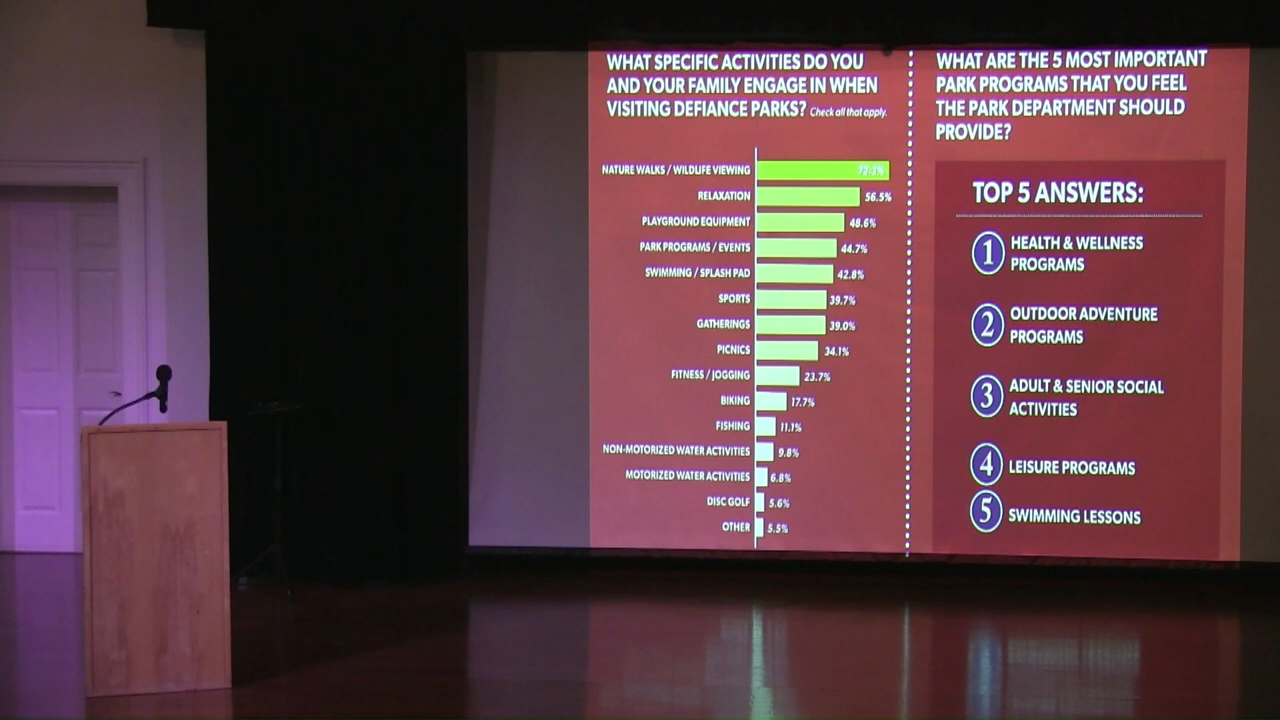 WHAT SPECIFIC ACTIVITIES DO YOU
AND YOUR FAMILY ENGAGE IN WHEN
VISITING DEFIANCE PARKS? Check all that apply.
NATURE WALKS / WILDLIFE VIEWING 72.3%
RELAXATION 56.5%
PLAYGROUND EQUIPMENT 48.6%
PARK PROGRAMS / EVENTS 44.7%
SWIMMING / SPLASH PAD 42.8%
SPORTS 39.7%
GATHERINGS 39.0%
PICNICS 34.1%
FITNESS / JOGGING 23.7%
BIKING 17.7%
FISHING 11.1%
NON-MOTORIZED WATER ACTIVITIES 9.8%
MOTORIZED WATER ACTIVITIES 6.8%
DISC GOLF 5.6%
OTHER 5.5%
WHAT ARE THE 5 MOST IMPORTANT
PARK PROGRAMS THAT YOU FEEL
THE PARK DEPARTMENT SHOULD
PROVIDE?
TOP 5 ANSWERS:
1 HEALTH & WELLNESS
PROGRAMS
2 OUTDOOR ADVENTURE
PROGRAMS
3 ADULT & SENIOR SOCIAL
ACTIVITIES
4 LEISURE PROGRAMS
5 SWIMMING LESSONS